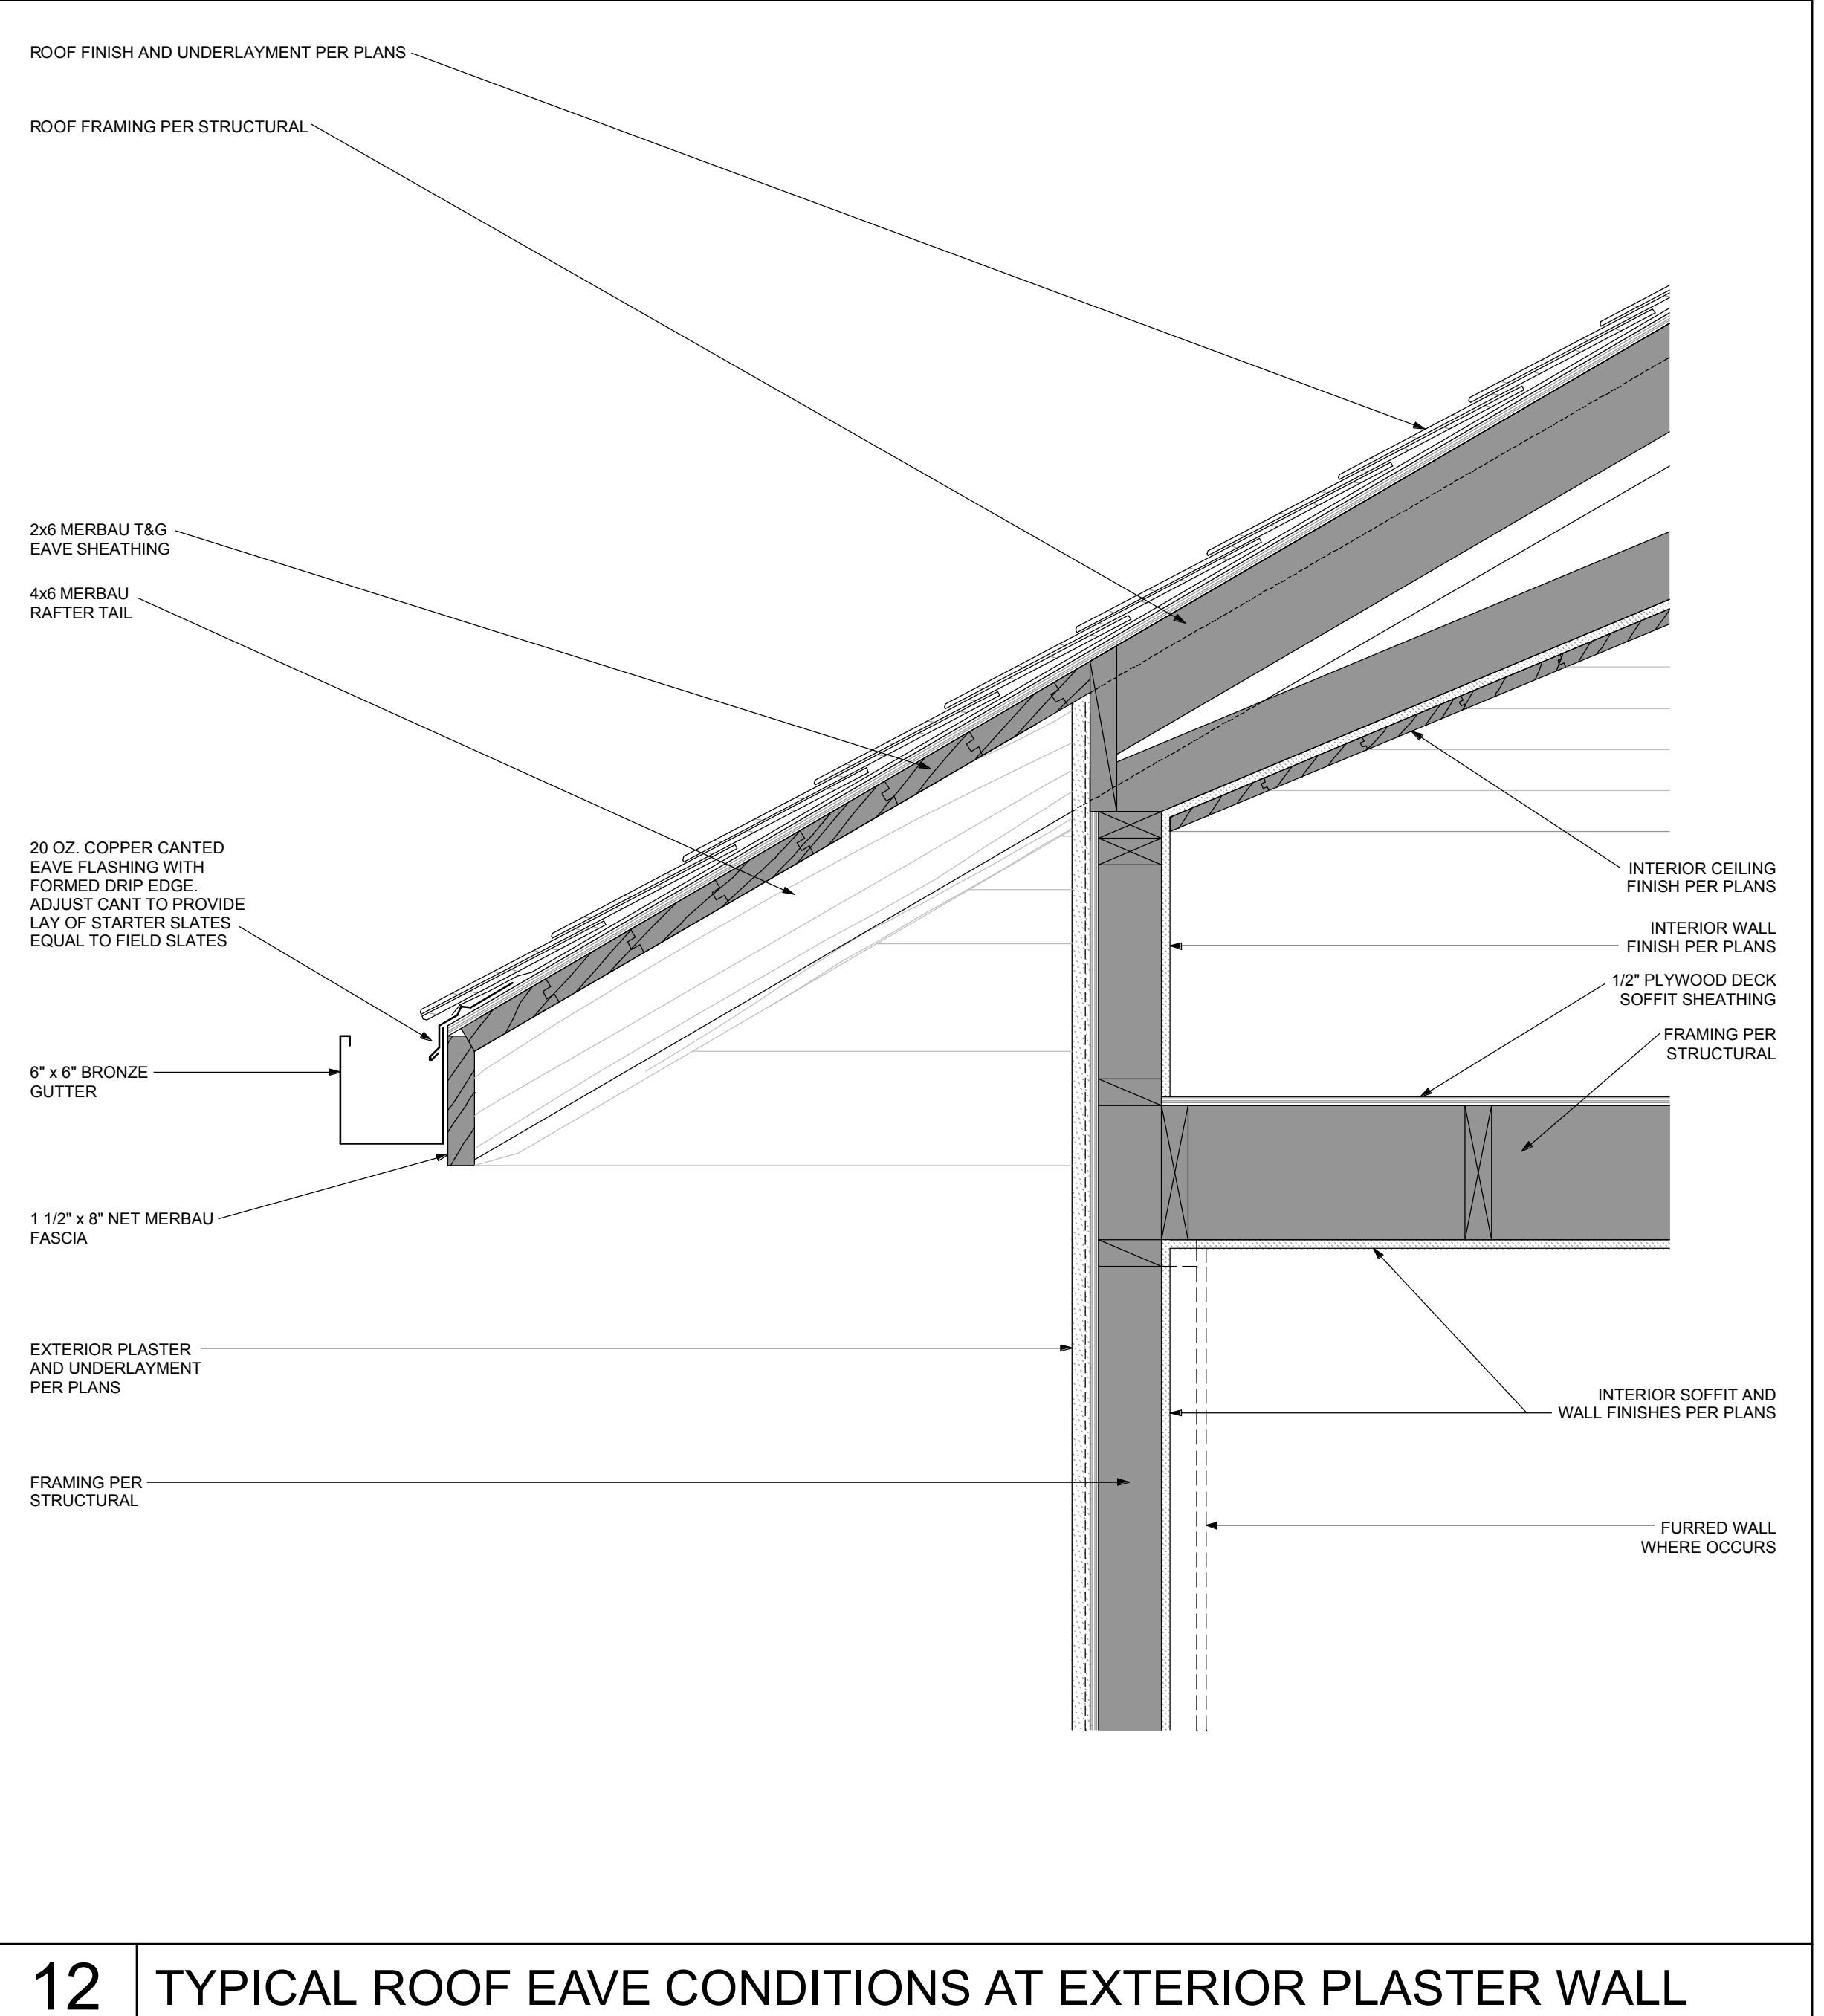 ROOF FINISH AND UNDERLAYMENT PER PLANS
ROOF FRAMING PER STRUCTURAL
2x6 MERBAU T&G
EAVE SHEATHING
4x6 MERBAU
RAFTER TAIL
20 OZ. COPPER CANTED
EAVE FLASHING WITH
FORMED DRIP EDGE.
ADJUST CANT TO PROVIDE
LAY OF STARTER SLATES
EQUAL TO FIELD SLATES
6" x 6" BRONZE
GUTTER
1 1/2" x 8" NET MERBAU
FASCIA
EXTERIOR PLASTER
AND UNDERLAYMENT
PER PLANS
FRAMING PER
STRUCTURAL
INTERIOR CEILING
FINISH PER PLANS
INTERIOR WALL
FINISH PER PLANS
1/2" PLYWOOD DECK
SOFFIT SHEATHING
FRAMING PER
STRUCTURAL
INTERIOR SOFFIT AND
WALL FINISHES PER PLANS
FURRED WALL
WHERE OCCURS
12
TYPICAL ROOF EAVE CONDITIONS AT EXTERIOR PLASTER WALL